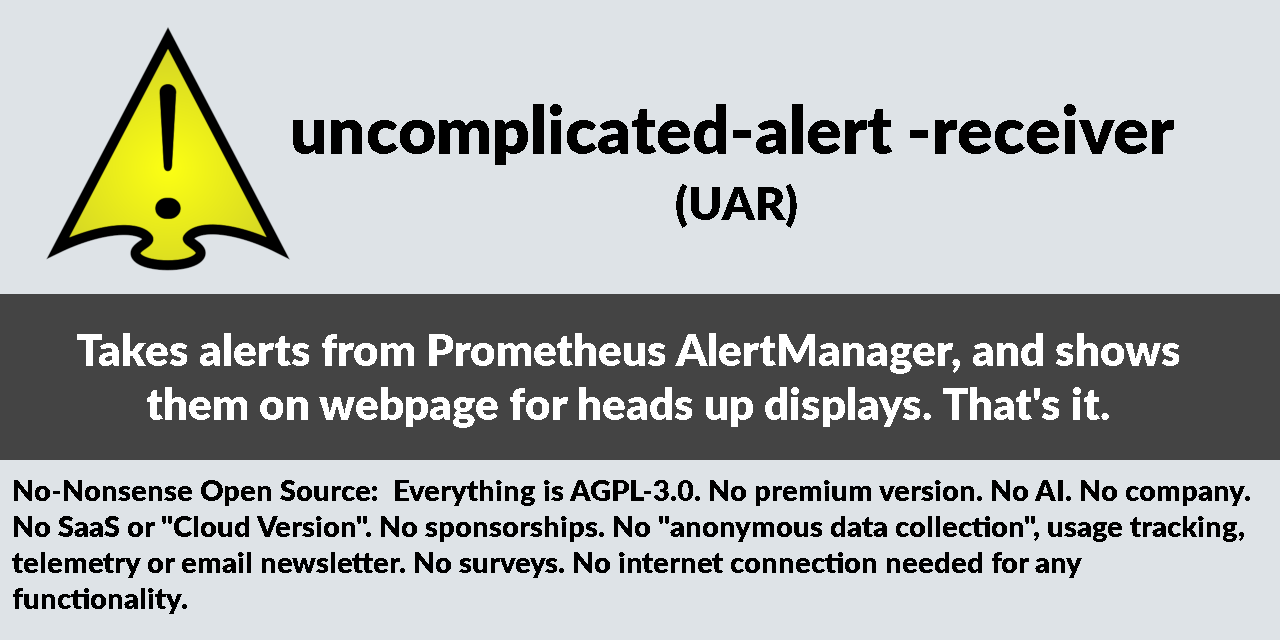 !
uncomplicated-alert -receiver
(UAR)
Takes alerts from Prometheus AlertManager, and shows
them on webpage for heads up displays. That's it.
No-Nonsense Open Source:  Everything is AGPL-3.0. No premium version. No AI. No company.
No SaaS or "Cloud Version". No sponsorships. No "anonymous data collection", usage tracking,
telemetry or email newsletter. No surveys. No internet connection needed for any
functionality.